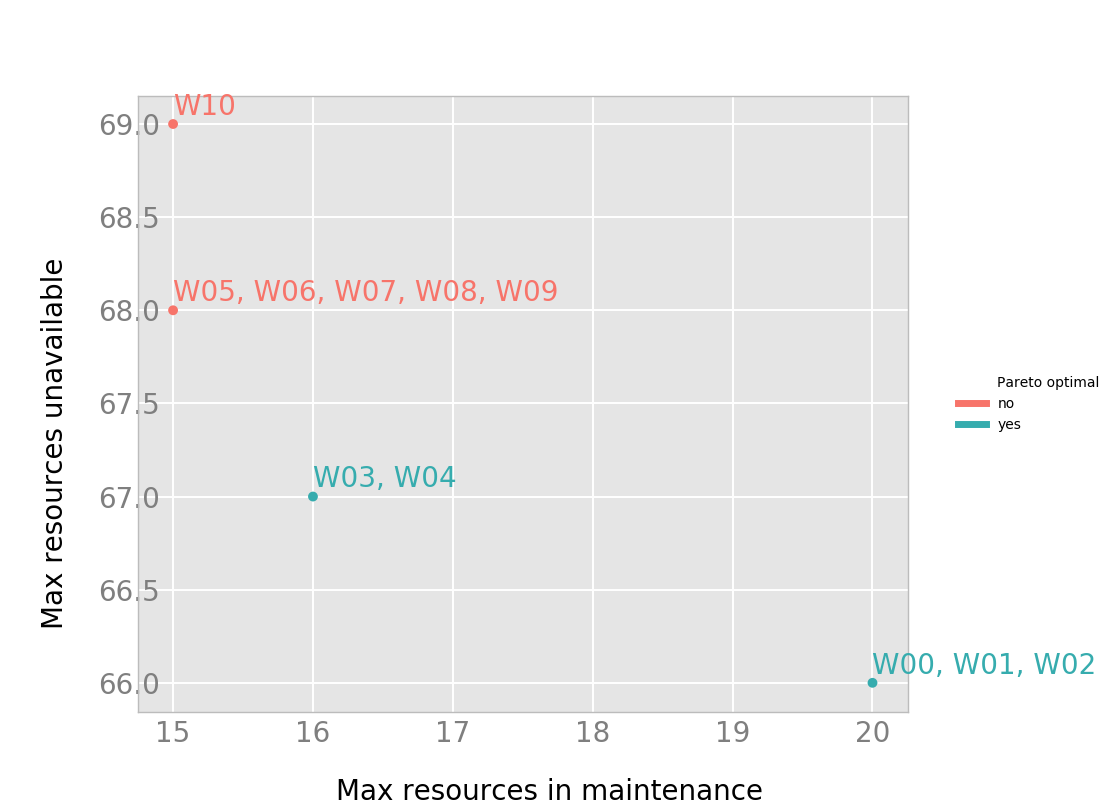 W10
69.0
68.5
W05, W06, W07, W08, W09
68.0
67.5
W03, W04
67.0
66.5
W00, W01, W02
66.0
Max resources unavailable
Pareto optimal
no
yes
15 16 17 18 19 20
Max resources in maintenance